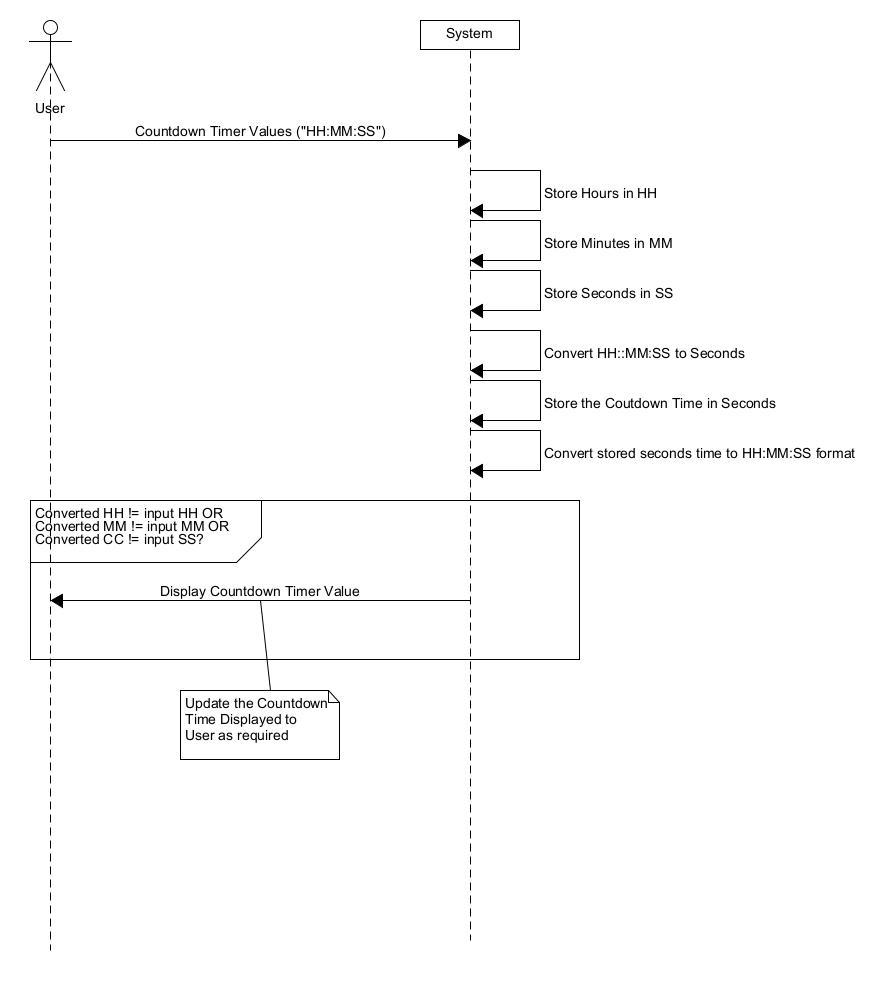 System
User
Countdown Timer Values ("HH:MM:SS")
Store Hours in HH
Store Minutes in MM
Store Seconds in SS
Convert HH::MM:SS to Seconds
Store the Coutdown Time in Seconds
Convert stored seconds time to HH:MM:SS format
Converted HH != input HH OR
Converted MM != input MM OR
Converted CC != input SS?
Display Countdown Timer Value
Update the Countdown
Time Displayed to
User as required